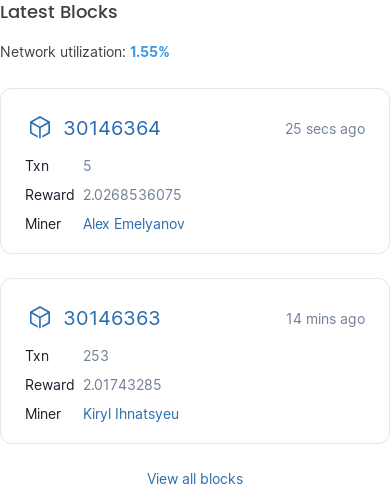 Latest Blocks
Network utilization: 1.55%
30146364 25 secs ago
Txn 5
Reward 2.0268536075
Miner Alex Emelyanov
30146363 14 mins ago
Txn 253
Reward 2.01743285
Miner Kiryl Ihnatsyeu
View all blocks